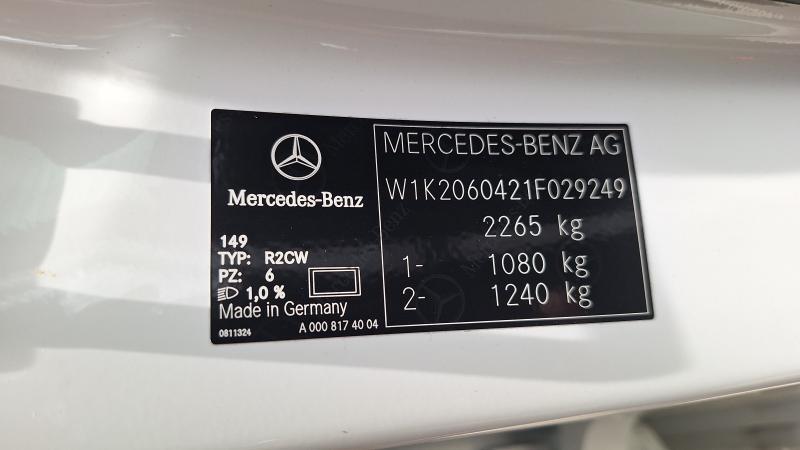 Mercedes-Benz
149
TYP: R2CW
PZ: 6
1,0 %
Made in Germany
0811324 A 000 817 40 04
MERCEDES-BENZ AG
W1K2060421F029249
2265 kg
1- 1080 kg
2- 1240 kg